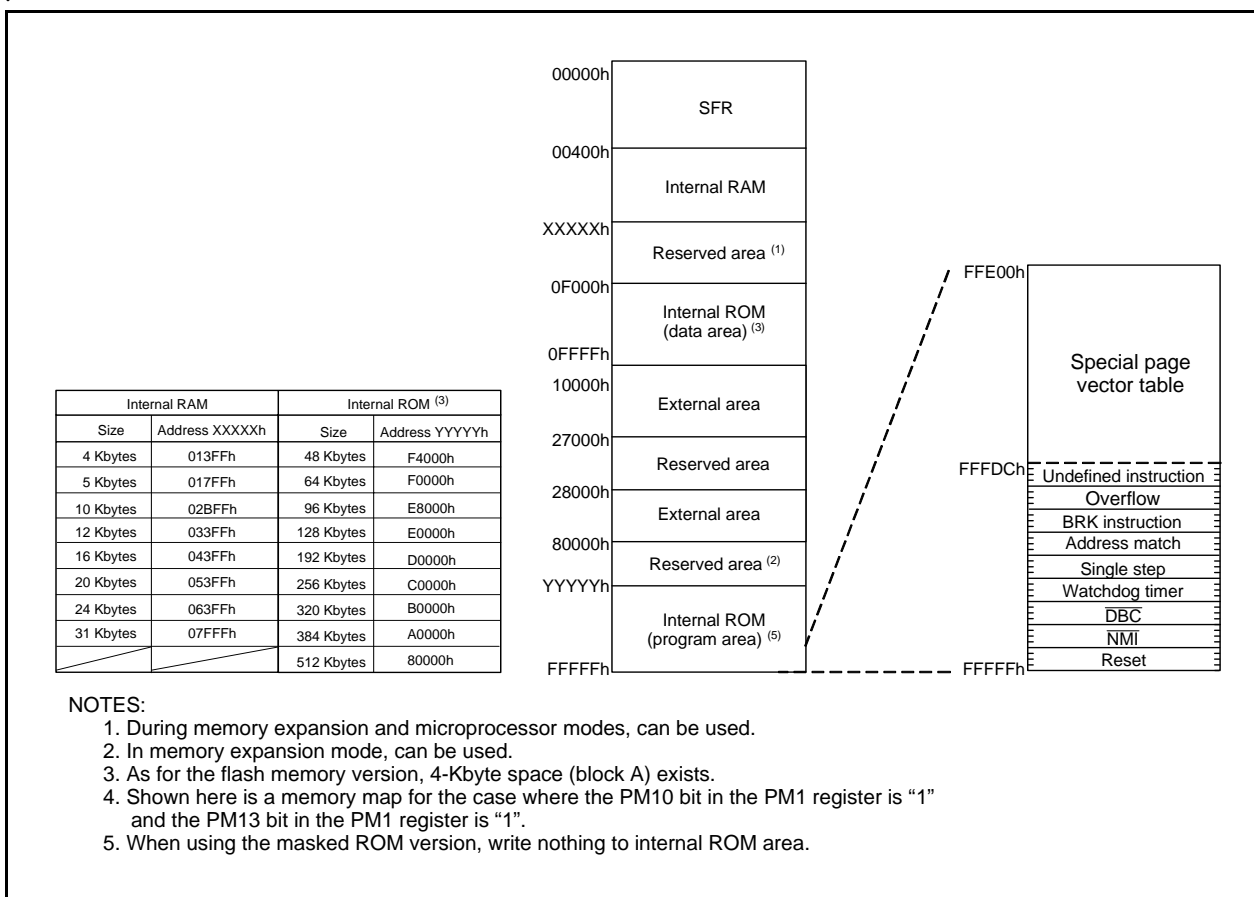 00000h
SFR
00400h
Internal RAM
XXXXXh
Reserved area (1)
0F000h
Internal ROM
(data area) (3)
0FFFFh
10000h
External area
27000h
Reserved area
28000h
External area
80000h
Reserved area (2)
YYYYYh
Internal ROM
(program area) (5)
FFFFFh
FFE00h
Special page
vector table
FFFDCh
Undefined instruction
Overflow
BRK instruction
Address match
Single step
Watchdog timer
DBC
NMI
Reset
FFFFFh
Internal RAM Internal ROM (3)
Size Address XXXXXh Size Address YYYYYh
4 Kbytes 013FFh 48 Kbytes F4000h
5 Kbytes 017FFh 64 Kbytes F0000h
10 Kbytes 02BFFh 96 Kbytes E8000h
12 Kbytes 033FFh 128 Kbytes E0000h
16 Kbytes 043FFh 192 Kbytes D0000h
20 Kbytes 053FFh 256 Kbytes C0000h
24 Kbytes 063FFh 320 Kbytes B0000h
31 Kbytes 07FFFh 384 Kbytes A0000h
512 Kbytes 80000h
NOTES:
1. During memory expansion and microprocessor modes, can be used.
2. In memory expansion mode, can be used.
3. As for the flash memory version, 4-Kbyte space (block A) exists.
4. Shown here is a memory map for the case where the PM10 bit in the PM1 register is “1”
and the PM13 bit in the PM1 register is “1”.
5. When using the masked ROM version, write nothing to internal ROM area.